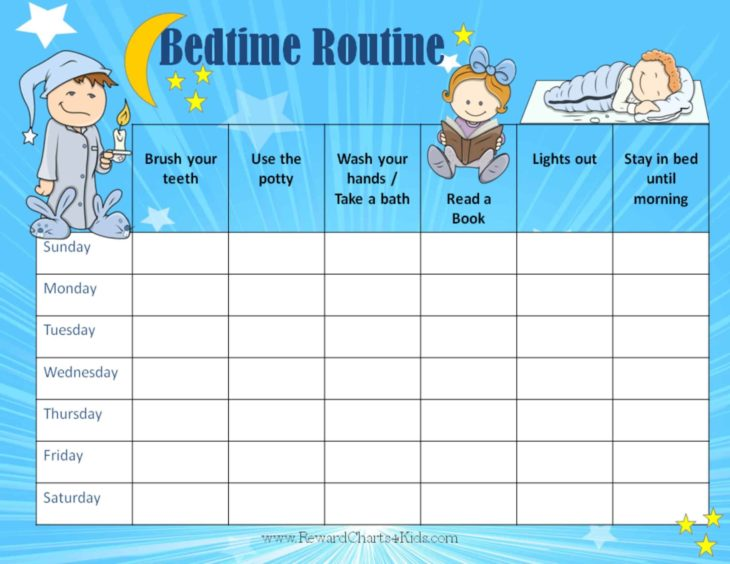 Bedtime Routine
Brush your
teeth
Use the
potty
Wash your
hands /
Take a bath
Read a
Book
Lights out
Stay in bed
until
morning
Sunday
Monday
Tuesday
Wednesday
Thursday
Friday
Saturday
www.RewardCharts4Kids.com